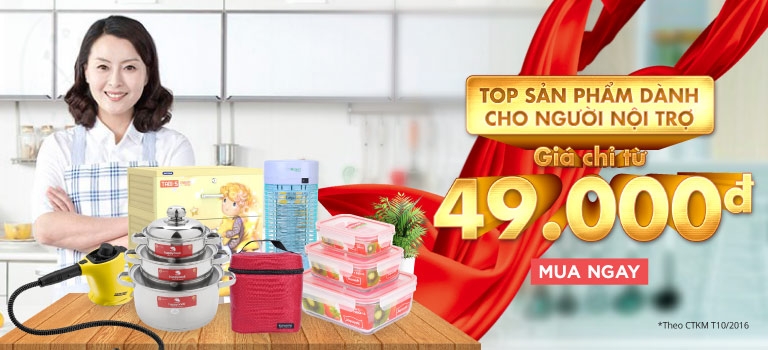 TOP SẢN PHẨM DÀNH
CHO NGƯỜI NỘI TRỢ
Giá chỉ từ
49.000đ
MUA NGAY
*Theo CTKM T10/2016